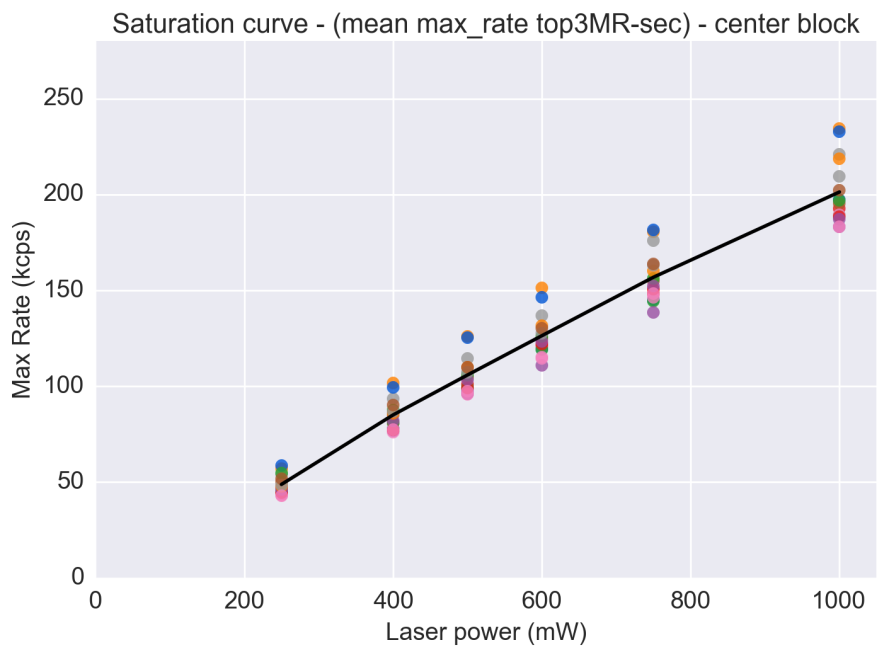 Saturation curve - (mean max_rate top3MR-sec) - center block
250
200
150
100
50
0
Max Rate (kcps)
0 200 400 600 800 1000
Laser power (mW)